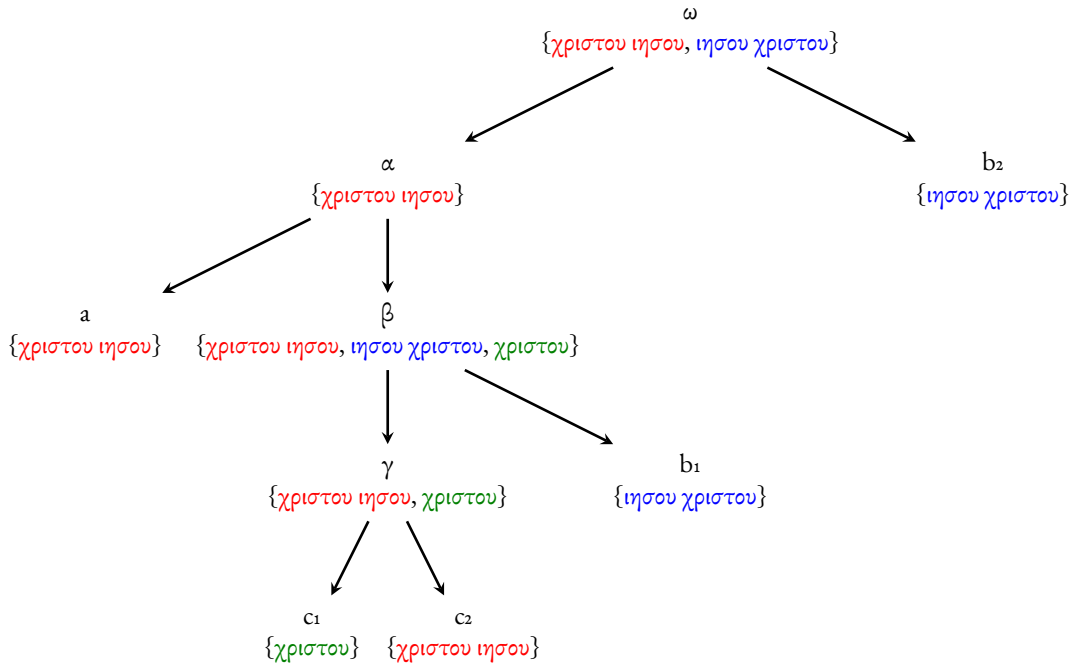 ω
{χριστου ιησου, ιησου χριστου}
α
{χριστου ιησου}
b2
{ιησου χριστου}
a
{χριστου ιησου}
β
{χριστου ιησου, ιησου χριστου, χριστου}
γ
{χριστου ιησου, χριστου}
b1
{ιησου χριστου}
c1
{χριστου}
c2
{χριστου ιησου}